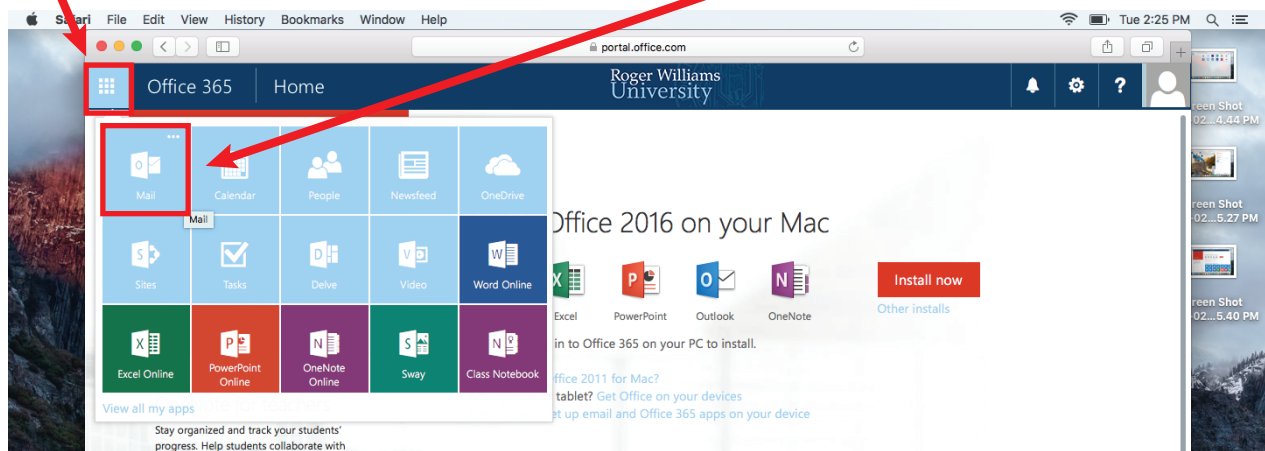 Safari File Edit View History Bookmarks Window Help Tue 2:25 PM
portal.office.com
Office 365 Home Roger Williams University
Mail Calendar People Newsfeed OneDrive
Mail
Sites Tasks Delve Video Word Online
Excel Online PowerPoint Online OneNote Online Sway Class Notebook
View all my apps
Stay organized and track your students'
progress. Help students collaborate with
Office 2016 on your Mac
Excel PowerPoint Outlook OneNote
Install now
Other installs
in to Office 365 on your PC to install.
ffice 2011 for Mac?
tablet? Get Office on your devices
et up email and Office 365 apps on your device
reen Shot
02...4.44 PM
reen Shot
-02...5.27 PM
reen Shot
02...5.40 PM